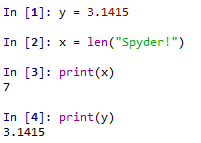 In [1]: y = 3.1415
In [2]: x = len("Spyder!")
In [3]: print(x)
7
In [4]: print(y)
3.1415